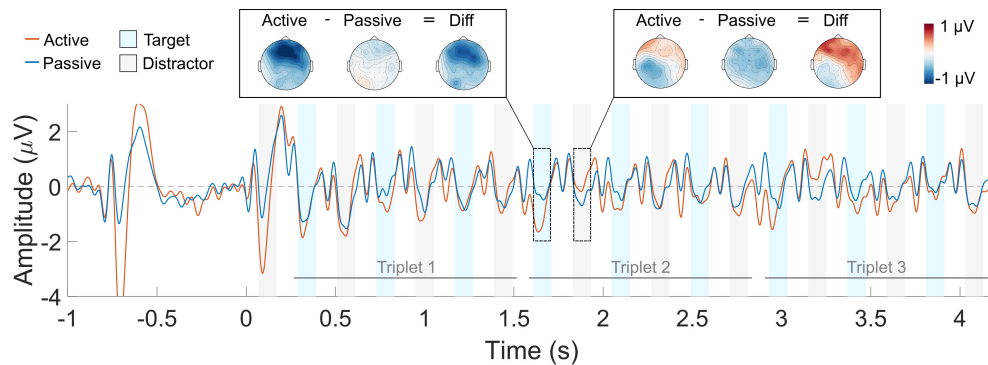 Active - Passive = Diff
Active - Passive = Diff
1 µV
-1 µV
Active
Passive
Target
Distractor
Amplitude (µV)
2
0
-2
-4
Triplet 1
Triplet 2
Triplet 3
-1 -0.5 0 0.5 1 1.5 2 2.5 3 3.5 4
Time (s)